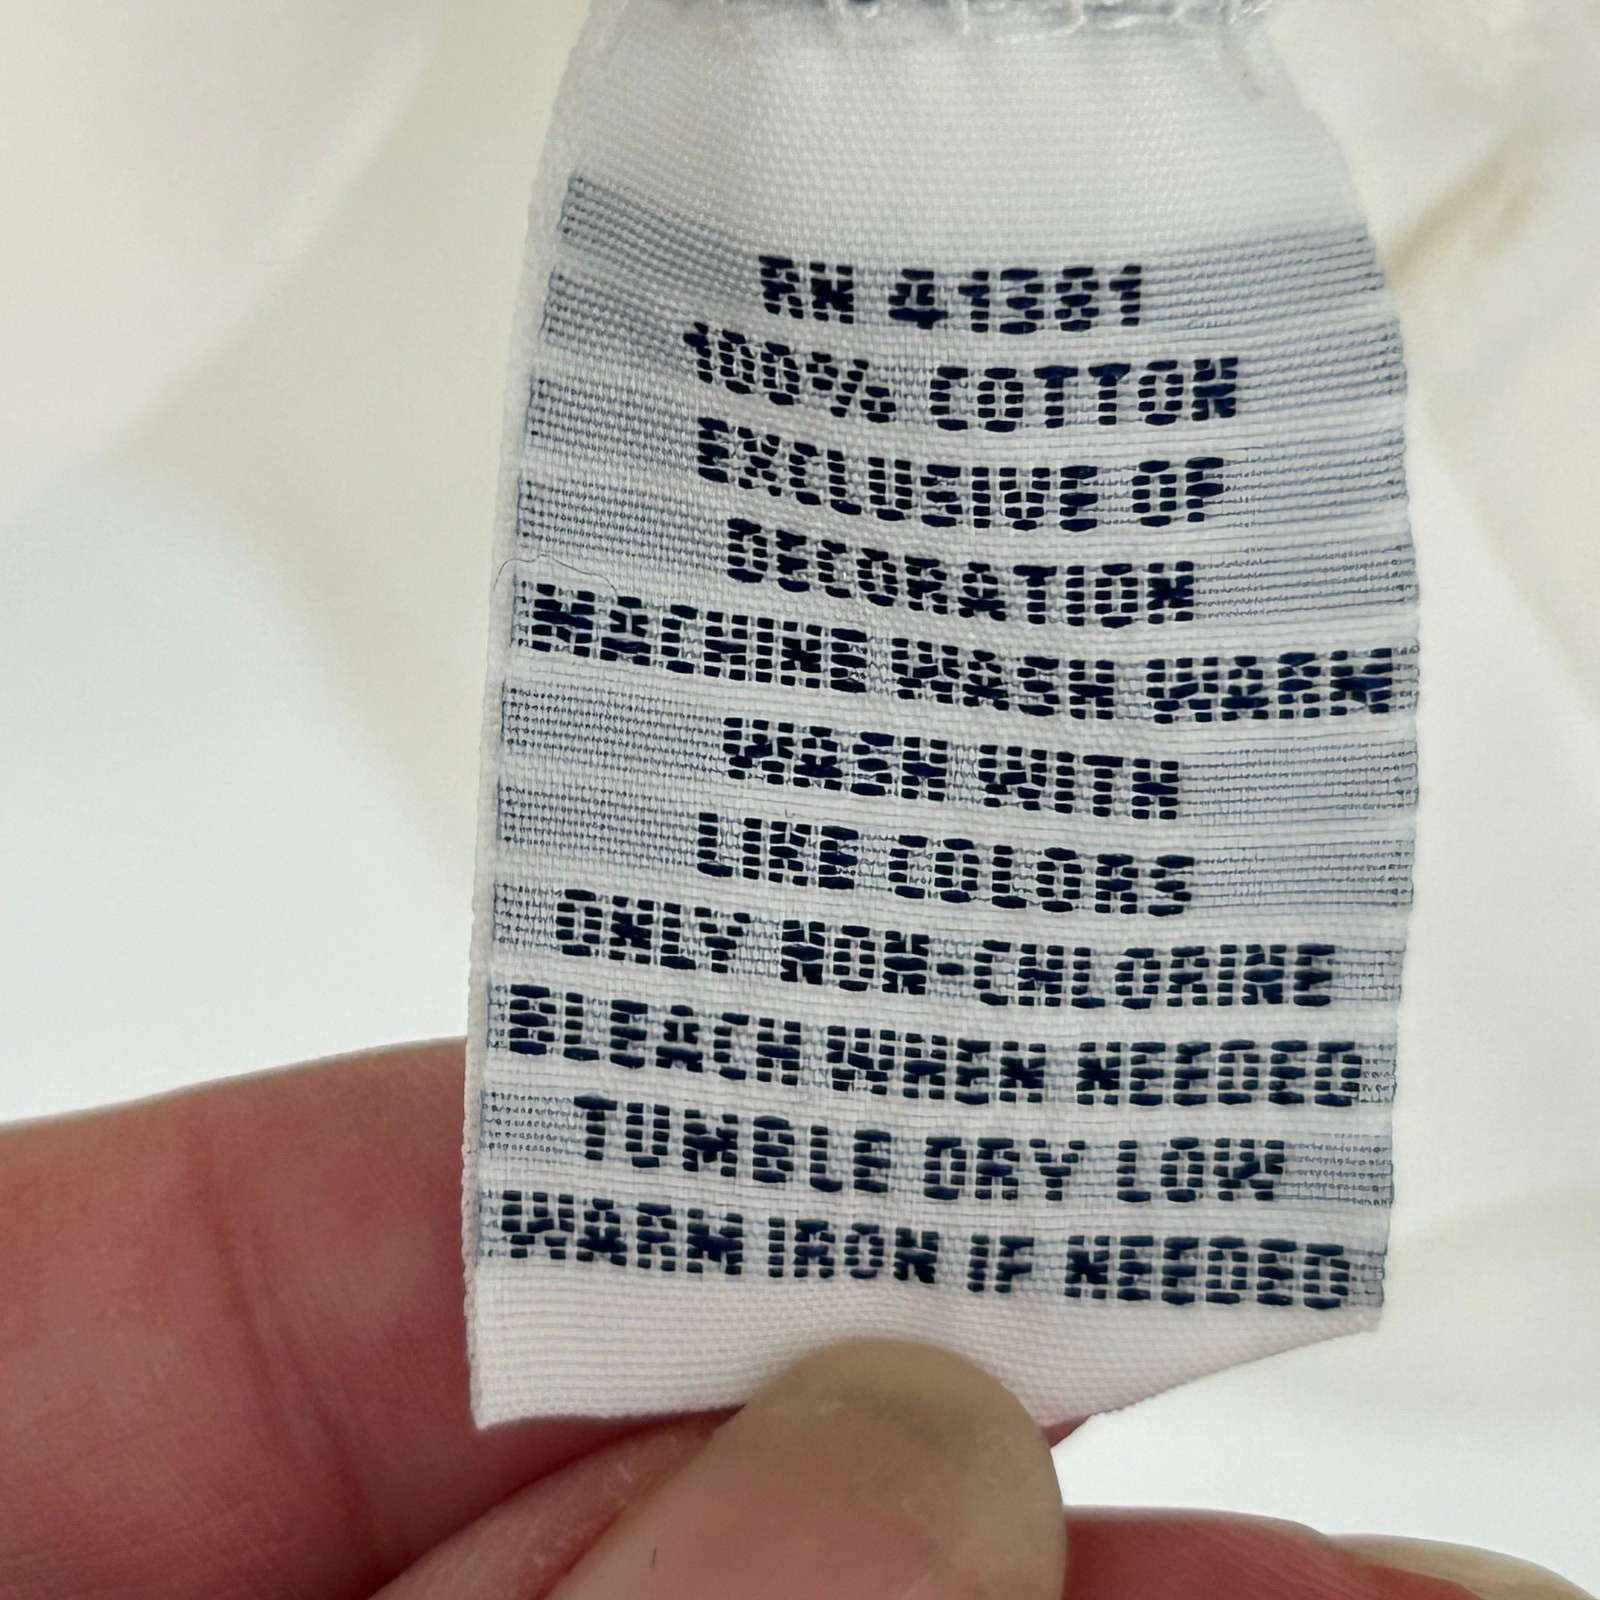 RN 41381
100% COTTON
EXCLUSIVE OF
DECORATION
MACHINE WASH WARM
WASH WITH
LIKE COLORS
ONLY NON-CHLORINE
BLEACH WHEN NEEDED
TUMBLE DRY LOW
WARM IRON IF NEEDED